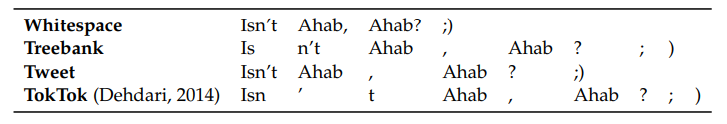 Whitespace Isn’t Ahab, Ahab? ;)
Treebank Is n’t Ahab , Ahab ? ; )
Tweet Isn’t Ahab , Ahab ? ;)
TokTok (Dehdari, 2014) Isn ’ t Ahab , Ahab ? ; )